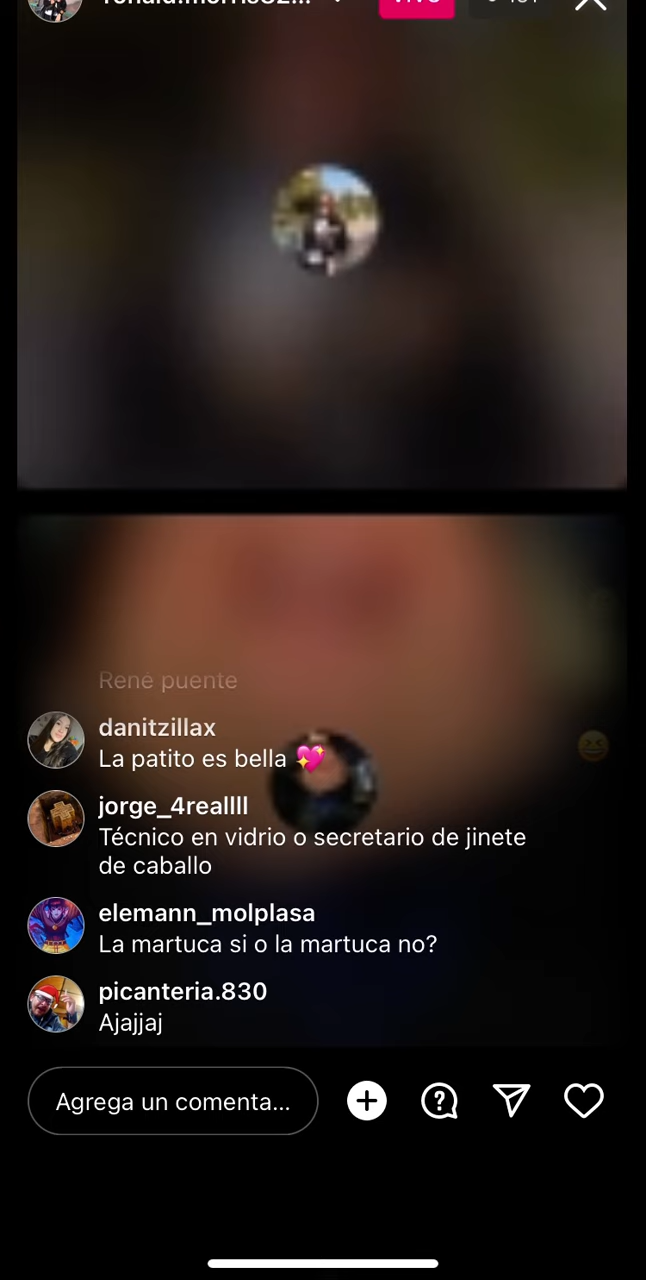 René puente
danitzillax
La patito es bella 💖
jorge_4reallll
Técnico en vidrio o secretario de jinete
de caballo
elemann_molplasa
La martuca si o la martuca no?
picanteria.830
Ajajjaj
Agrega un comenta...